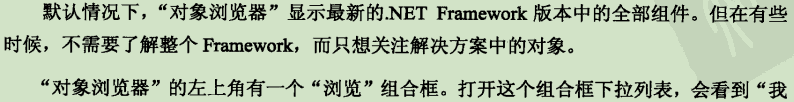 默认情况下，“对象浏览器”显示最新的.NET Framework 版本中的全部组件。但在有些
时候，不需要了解整个 Framework，而只想关注解决方案中的对象。
“对象浏览器”的左上角有一个“浏览”组合框。打开这个组合框下拉列表，会看到“我